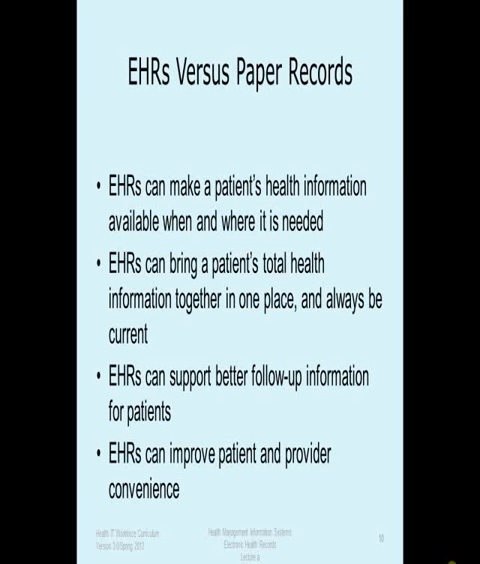 EHRs Versus Paper Records
• EHRs can make a patient's health information
available when and where it is needed
• EHRs can bring a patient's total health
information together in one place, and always be
current
• EHRs can support better follow-up information
for patients
• EHRs can improve patient and provider
convenience
Health IT Workforce Curriculum
Version 3.0/Spring 2012
Health Management Information Systems
Electronic Health Records
Lecture a
10